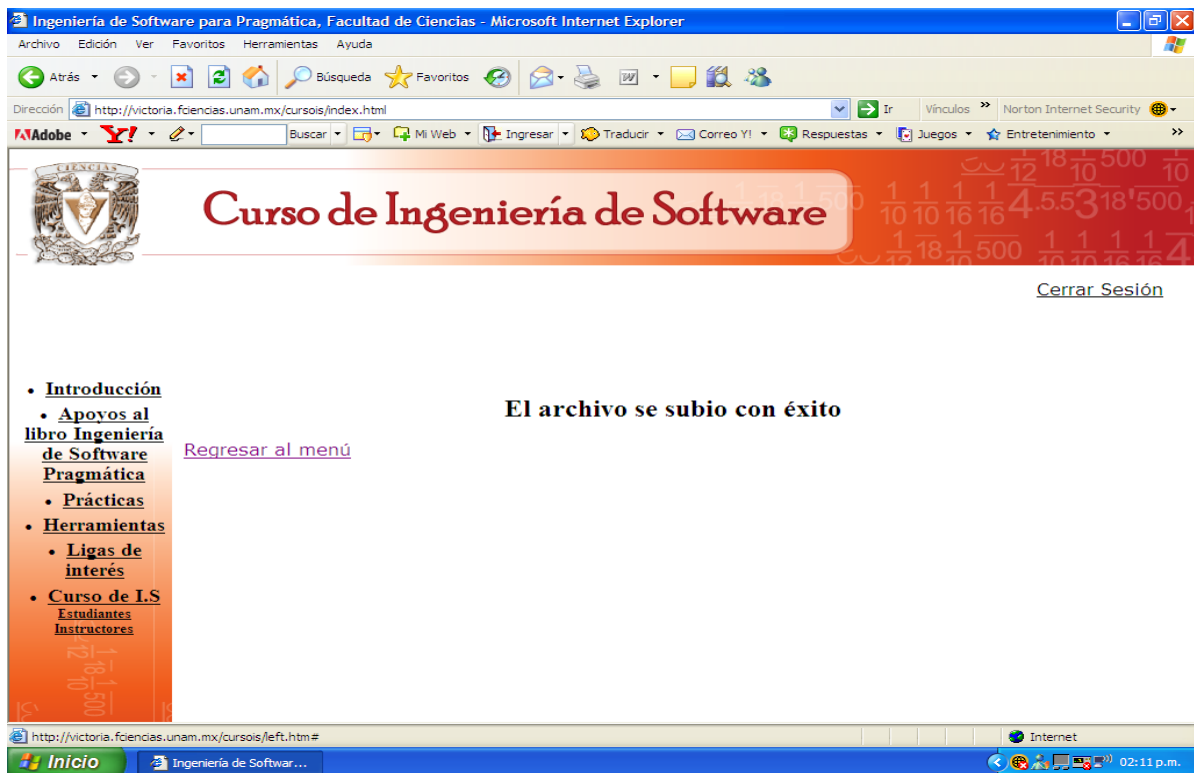 Ingeniería de Software para Pragmática, Facultad de Ciencias - Microsoft Internet Explorer
Archivo Edición Ver Favoritos Herramientas Ayuda
Atrás Búsqueda Favoritos
Dirección http://victoria.fciencias.unam.mx/cursois/index.html Ir Vínculos » Norton Internet Security
Adobe Y! Buscar Mi Web Ingresar Traducir Correo Y! Respuestas Juegos Entretenimiento »
CIENCIAS
Curso de Ingeniería de Software
Cerrar Sesión
• Introducción
• Apoyos al
libro Ingeniería
de Software
Pragmática
• Prácticas
• Herramientas
• Ligas de
interés
• Curso de I.S
Estudiantes
Instructores
El archivo se subio con éxito
Regresar al menú
http://victoria.fciencias.unam.mx/cursois/left.htm# Internet
Inicio Ingeniería de Softwar... 02:11 p.m.